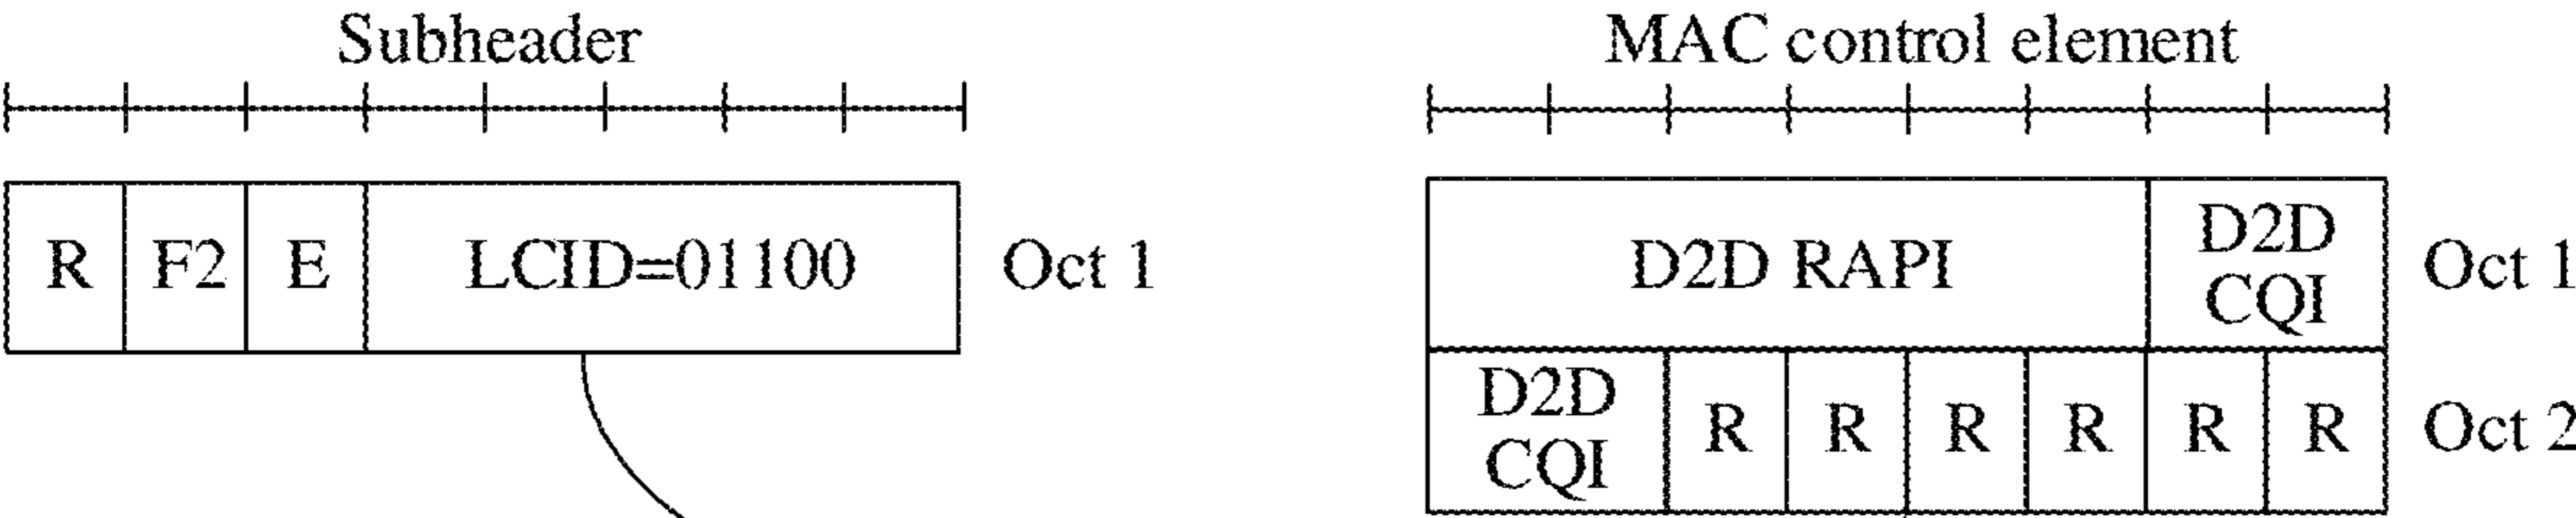 Subheader
R F2 E LCID=01100 Oct 1
MAC control element
D2D RAPI D2D CQI Oct 1
D2D CQI R R R R R R Oct 2